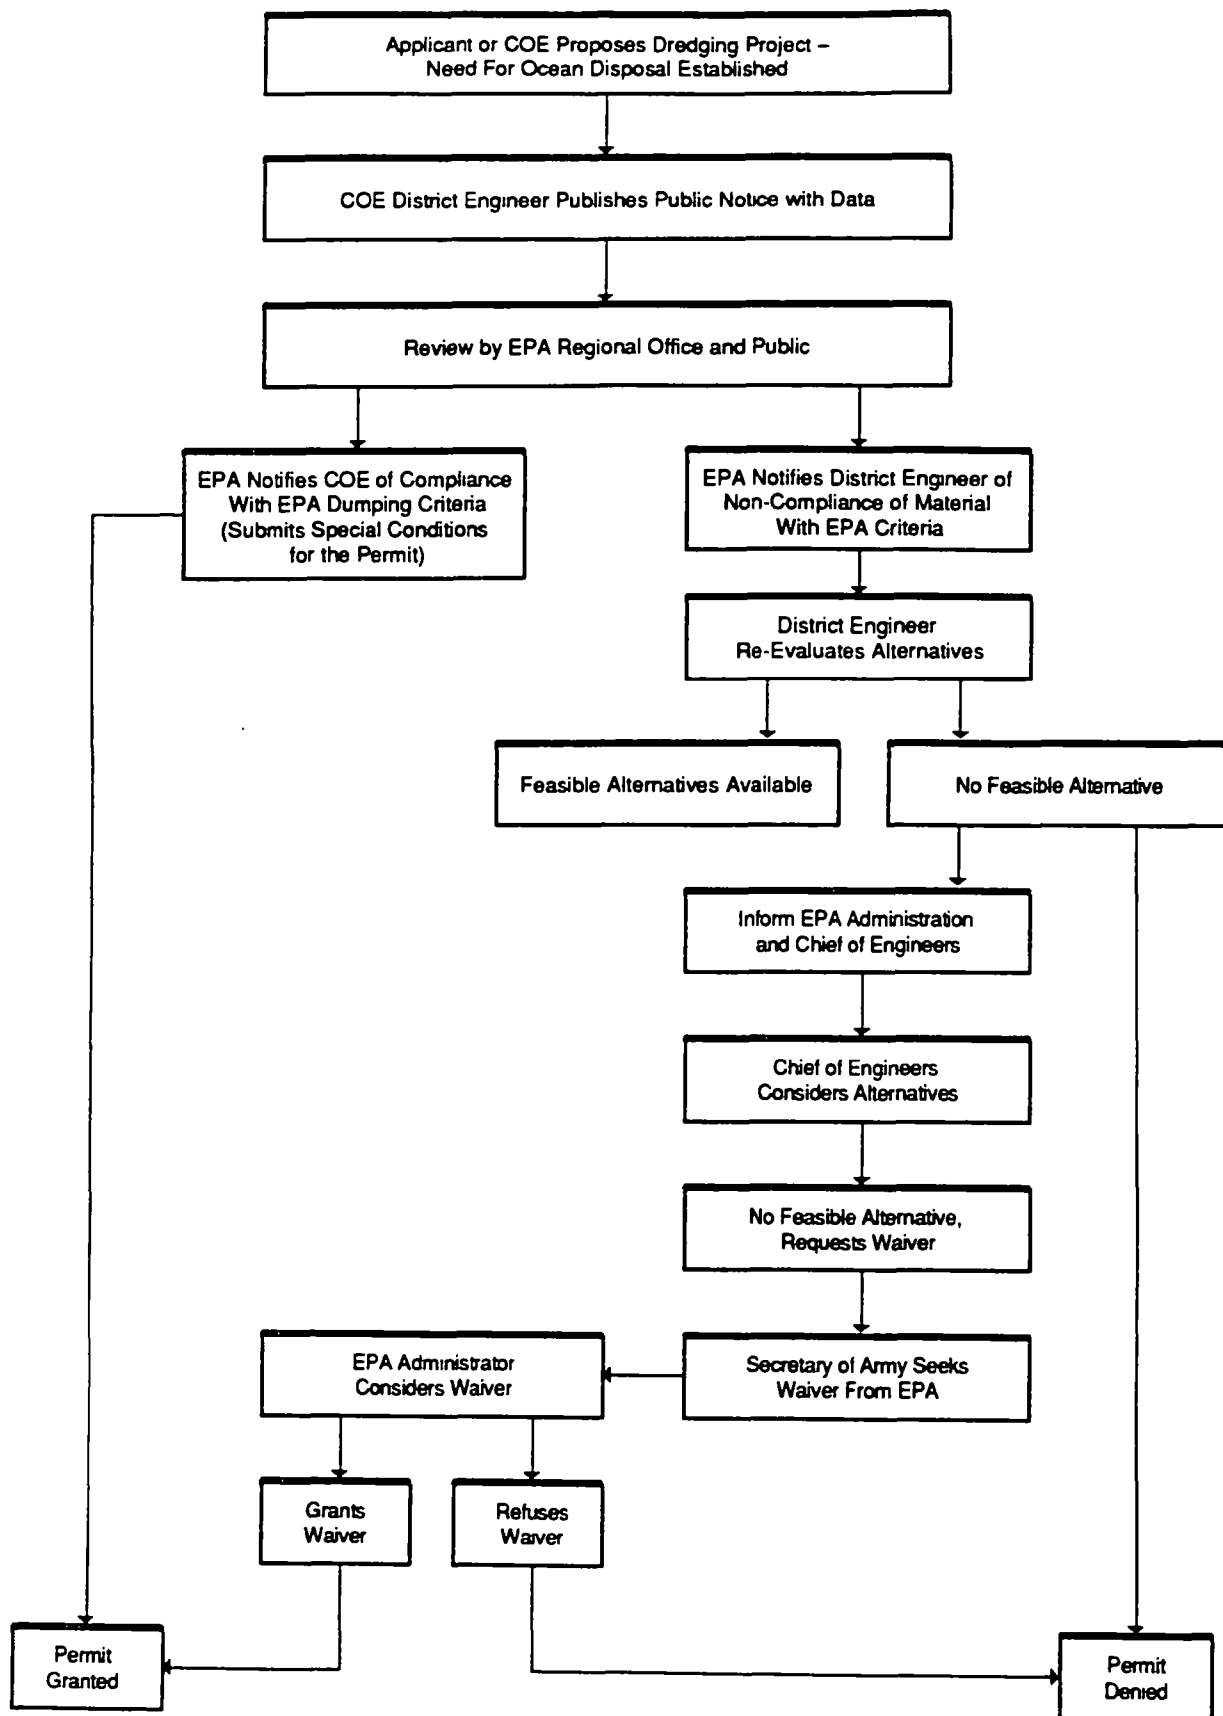 Applicant or COE Proposes Dredging Project –
Need For Ocean Disposal Established
COE District Engineer Publishes Public Notice with Data
Review by EPA Regional Office and Public
EPA Notifies COE of Compliance
With EPA Dumping Criteria
(Submits Special Conditions
for the Permit)
EPA Notifies District Engineer of
Non-Compliance of Material
With EPA Criteria
District Engineer
Re-Evaluates Alternatives
Feasible Alternatives Available
No Feasible Alternative
Inform EPA Administration
and Chief of Engineers
Chief of Engineers
Considers Alternatives
No Feasible Alternative,
Requests Waiver
EPA Administrator
Considers Waiver
Secretary of Army Seeks
Waiver From EPA
Grants
Waiver
Refuses
Waiver
Permit
Granted
Permit
Denied